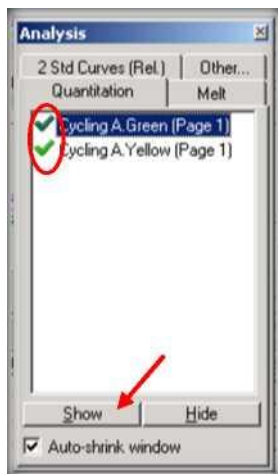 Analysis
2 Std Curves (Rel.) Other...
Quantitation Melt
Cycling A.Green (Page 1)
Cycling A.Yellow (Page 1)
Show Hide
Auto-shrink window